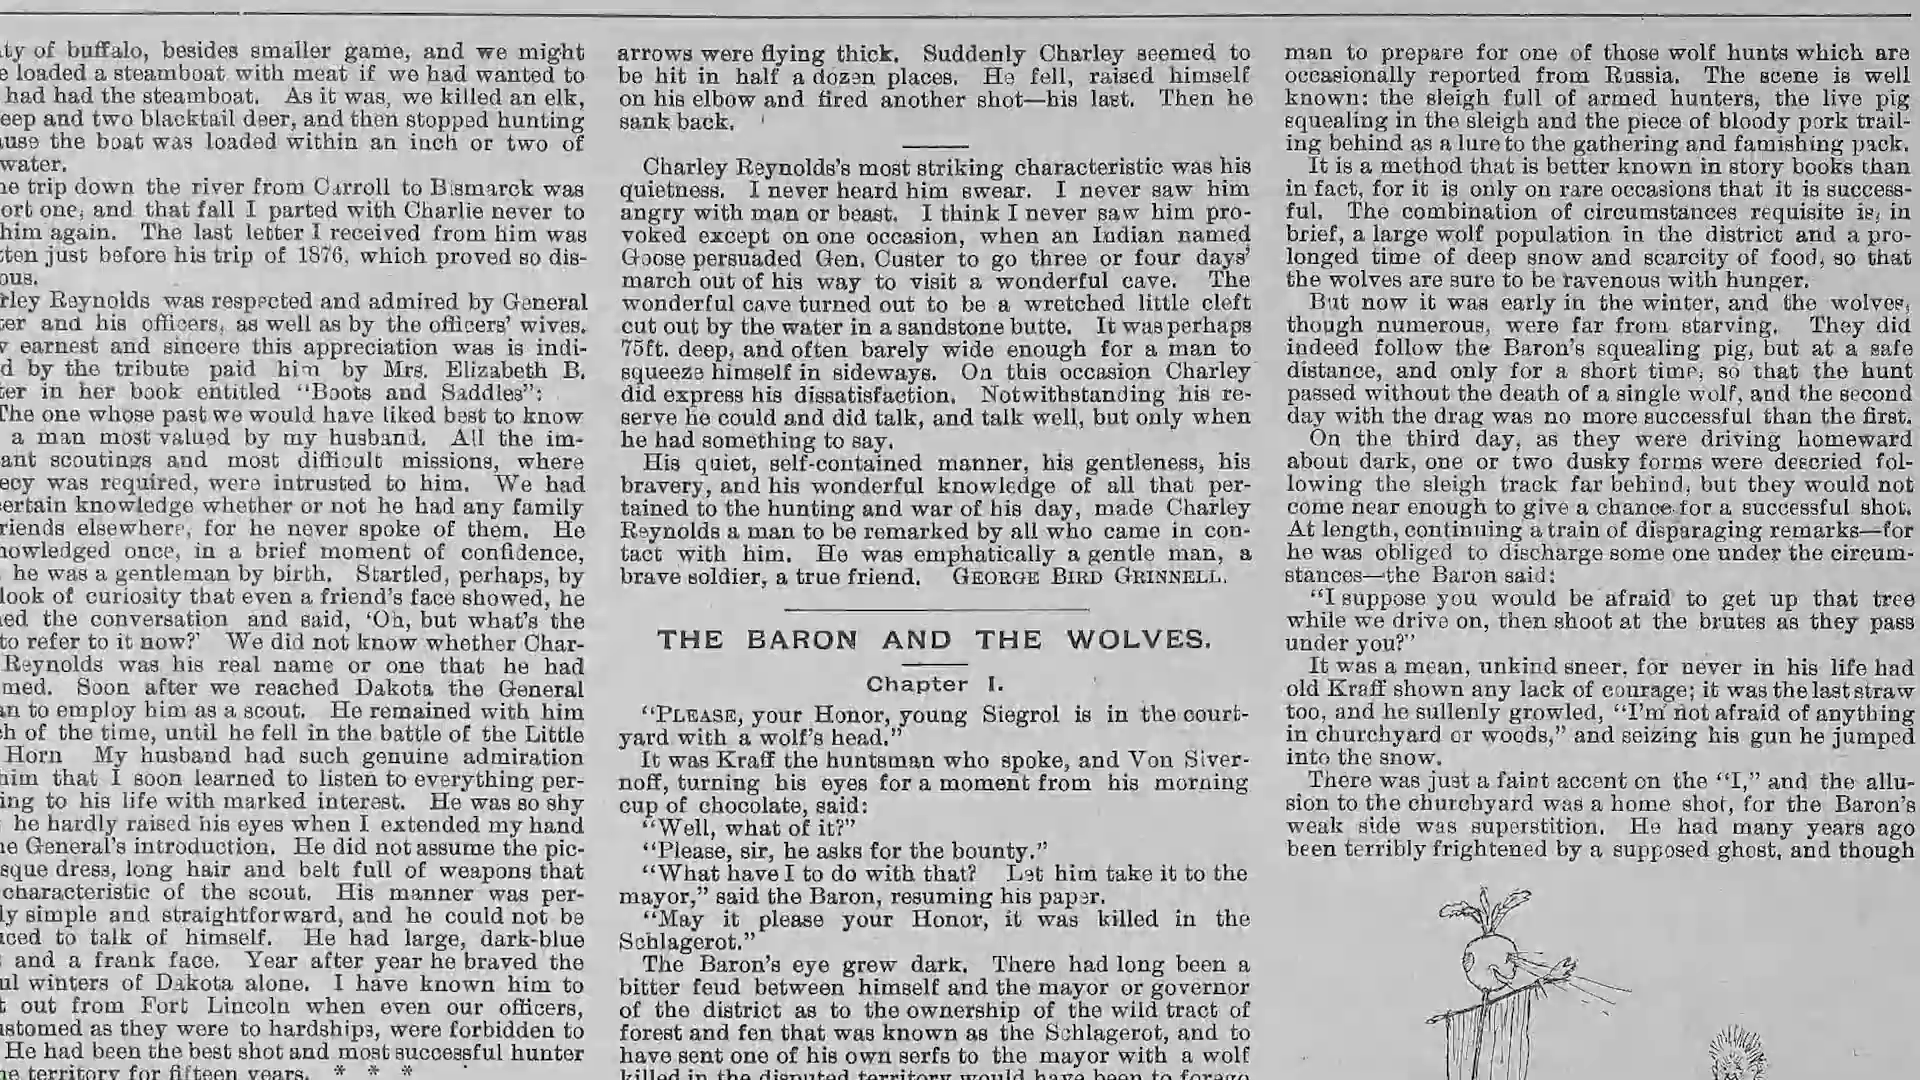 ty of buffalo, besides smaller game, and we might
loaded a steamboat with meat if we had wanted to
had had the steamboat. As it was, we killed an elk,
eep and two blacktail deer, and then stopped hunting
use the boat was loaded within an inch or two of
water.
e trip down the river from Carroll to Bismarck was
ort one, and that fall I parted with Charlie never to
him again. The last letter I received from him was
ten just before his trip of 1876, which proved so dis-
ous.
rley Reynolds was respected and admired by General
er and his officers, as well as by the officers' wives.
earnest and sincere this appreciation was is indi-
d by the tribute paid him by Mrs. Elizabeth B.
er in her book entitled "Boots and Saddles":
The one whose past we would have liked best to know
a man most valued by my husband. All the im-
ant scoutings and most difficult missions, where
ecy was required, were intrusted to him. We had
ertain knowledge whether or not he had any family
riends elsewhere, for he never spoke of them. He
nowledged once, in a brief moment of confidence,
he was a gentleman by birth. Startled, perhaps, by
look of curiosity that even a friend's face showed, he
ed the conversation and said, 'Oh, but what's the
to refer to it now?' We did not know whether Char-
Reynolds was his real name or one that he had
med. Soon after we reached Dakota the General
an to employ him as a scout. He remained with him
h of the time, until he fell in the battle of the Little
Horn My husband had such genuine admiration
him that I soon learned to listen to everything per-
ing to his life with marked interest. He was so shy
he hardly raised his eyes when I extended my hand
e General's introduction. He did not assume the pic-
sque dress, long hair and belt full of weapons that
characteristic of the scout. His manner was per-
ly simple and straightforward, and he could not be
ced to talk of himself. He had large, dark-blue
and a frank face. Year after year he braved the
ul winters of Dakota alone. I have known him to
t out from Fort Lincoln when even our officers,
stomed as they were to hardships, were forbidden to
He had been the best shot and most successful hunter
e territory for fifteen years. * * *
arrows were flying thick. Suddenly Charley seemed to
be hit in half a dozen places. He fell, raised himself
on his elbow and fired another shot—his last. Then he
sank back.
Charley Reynolds's most striking characteristic was his
quietness. I never heard him swear. I never saw him
angry with man or beast. I think I never saw him pro-
voked except on one occasion, when an Indian named
Goose persuaded Gen. Custer to go three or four days'
march out of his way to visit a wonderful cave. The
wonderful cave turned out to be a wretched little cleft
cut out by the water in a sandstone butte. It was perhaps
75ft. deep, and often barely wide enough for a man to
squeeze himself in sideways. On this occasion Charley
did express his dissatisfaction. Notwithstanding his re-
serve he could and did talk, and talk well, but only when
he had something to say.
His quiet, self-contained manner, his gentleness, his
bravery, and his wonderful knowledge of all that per-
tained to the hunting and war of his day, made Charley
Reynolds a man to be remarked by all who came in con-
tact with him. He was emphatically a gentle man, a
brave soldier, a true friend. GEORGE BIRD GRINNELL.
THE BARON AND THE WOLVES.
Chapter I.
"PLEASE, your Honor, young Siegrol is in the court-
yard with a wolf's head."
It was Kraff the huntsman who spoke, and Von Siver-
noff, turning his eyes for a moment from his morning
cup of chocolate, said:
"Well, what of it?"
"Please, sir, he asks for the bounty."
"What have I to do with that? Let him take it to the
mayor," said the Baron, resuming his paper.
"May it please your Honor, it was killed in the
Schlagerot."
The Baron's eye grew dark. There had long been a
bitter feud between himself and the mayor or governor
of the district as to the ownership of the wild tract of
forest and fen that was known as the Schlagerot, and to
have sent one of his own serfs to the mayor with a wolf
killed in the disputed territory would have been to forego
man to prepare for one of those wolf hunts which are
occasionally reported from Russia. The scene is well
known: the sleigh full of armed hunters, the live pig
squealing in the sleigh and the piece of bloody pork trail-
ing behind as a lure to the gathering and famishing pack.
It is a method that is better known in story books than
in fact, for it is only on rare occasions that it is success-
ful. The combination of circumstances requisite is, in
brief, a large wolf population in the district and a pro-
longed time of deep snow and scarcity of food, so that
the wolves are sure to be ravenous with hunger.
But now it was early in the winter, and the wolves,
though numerous, were far from starving. They did
indeed follow the Baron's squealing pig, but at a safe
distance, and only for a short time, so that the hunt
passed without the death of a single wolf, and the second
day with the drag was no more successful than the first.
On the third day, as they were driving homeward
about dark, one or two dusky forms were descried fol-
lowing the sleigh track far behind, but they would not
come near enough to give a chance for a successful shot.
At length, continuing a train of disparaging remarks—for
he was obliged to discharge some one under the circum-
stances—the Baron said:
"I suppose you would be afraid to get up that tree
while we drive on, then shoot at the brutes as they pass
under you?"
It was a mean, unkind sneer, for never in his life had
old Kraff shown any lack of courage; it was the last straw
too, and he sullenly growled, "I'm not afraid of anything
in churchyard or woods," and seizing his gun he jumped
into the snow.
There was just a faint accent on the "I," and the allu-
sion to the churchyard was a home shot, for the Baron's
weak side was superstition. He had many years ago
been terribly frightened by a supposed ghost, and though